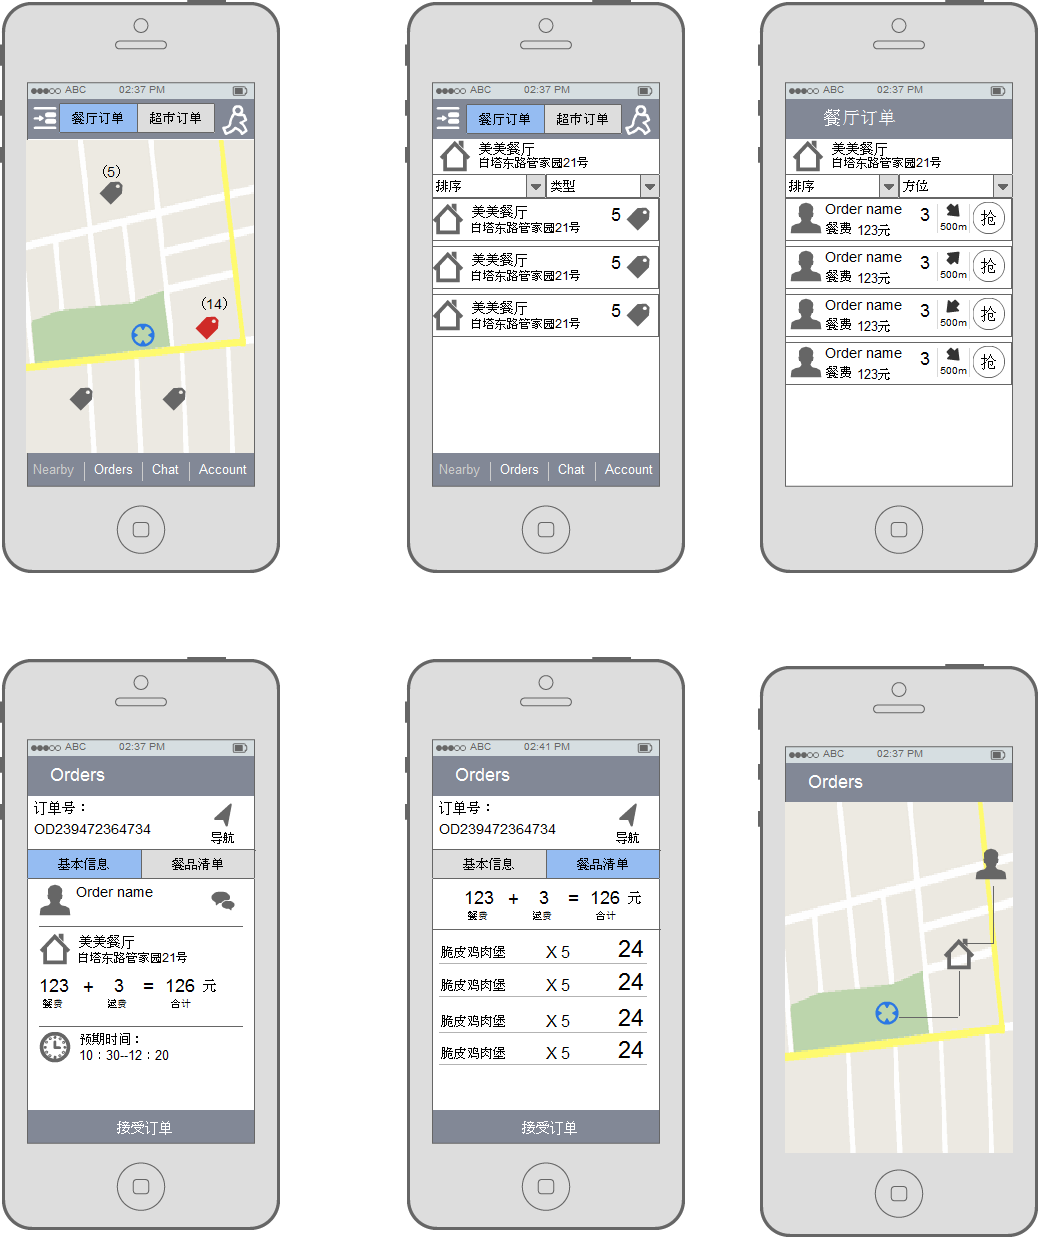 ABC 02:37 PM
餐厅订单 超市订单
(5)
(14)
Nearby Orders Chat Account
ABC 02:37 PM
餐厅订单 超市订单
美美餐厅
白塔东路管家园21号
排序 类型
美美餐厅 5
白塔东路管家园21号
美美餐厅 5
白塔东路管家园21号
美美餐厅 5
白塔东路管家园21号
Nearby Orders Chat Account
ABC 02:37 PM
餐厅订单
美美餐厅
白塔东路管家园21号
排序 方位
Order name 3 抢
餐费 123元 500m
Order name 3 抢
餐费 123元 500m
Order name 3 抢
餐费 123元 500m
Order name 3 抢
餐费 123元 500m
ABC 02:37 PM
Orders
订单号：
OD239472364734 导航
基本信息 餐品清单
Order name
美美餐厅
白塔东路管家园21号
123 + 3 = 126 元
餐费 送费 合计
预期时间：
10：30--12：20
接受订单
ABC 02:41 PM
Orders
订单号：
OD239472364734 导航
基本信息 餐品清单
123 + 3 = 126 元
餐费 送费 合计
脆皮鸡肉堡 X 5 24
脆皮鸡肉堡 X 5 24
脆皮鸡肉堡 X 5 24
脆皮鸡肉堡 X 5 24
接受订单
ABC 02:37 PM
Orders